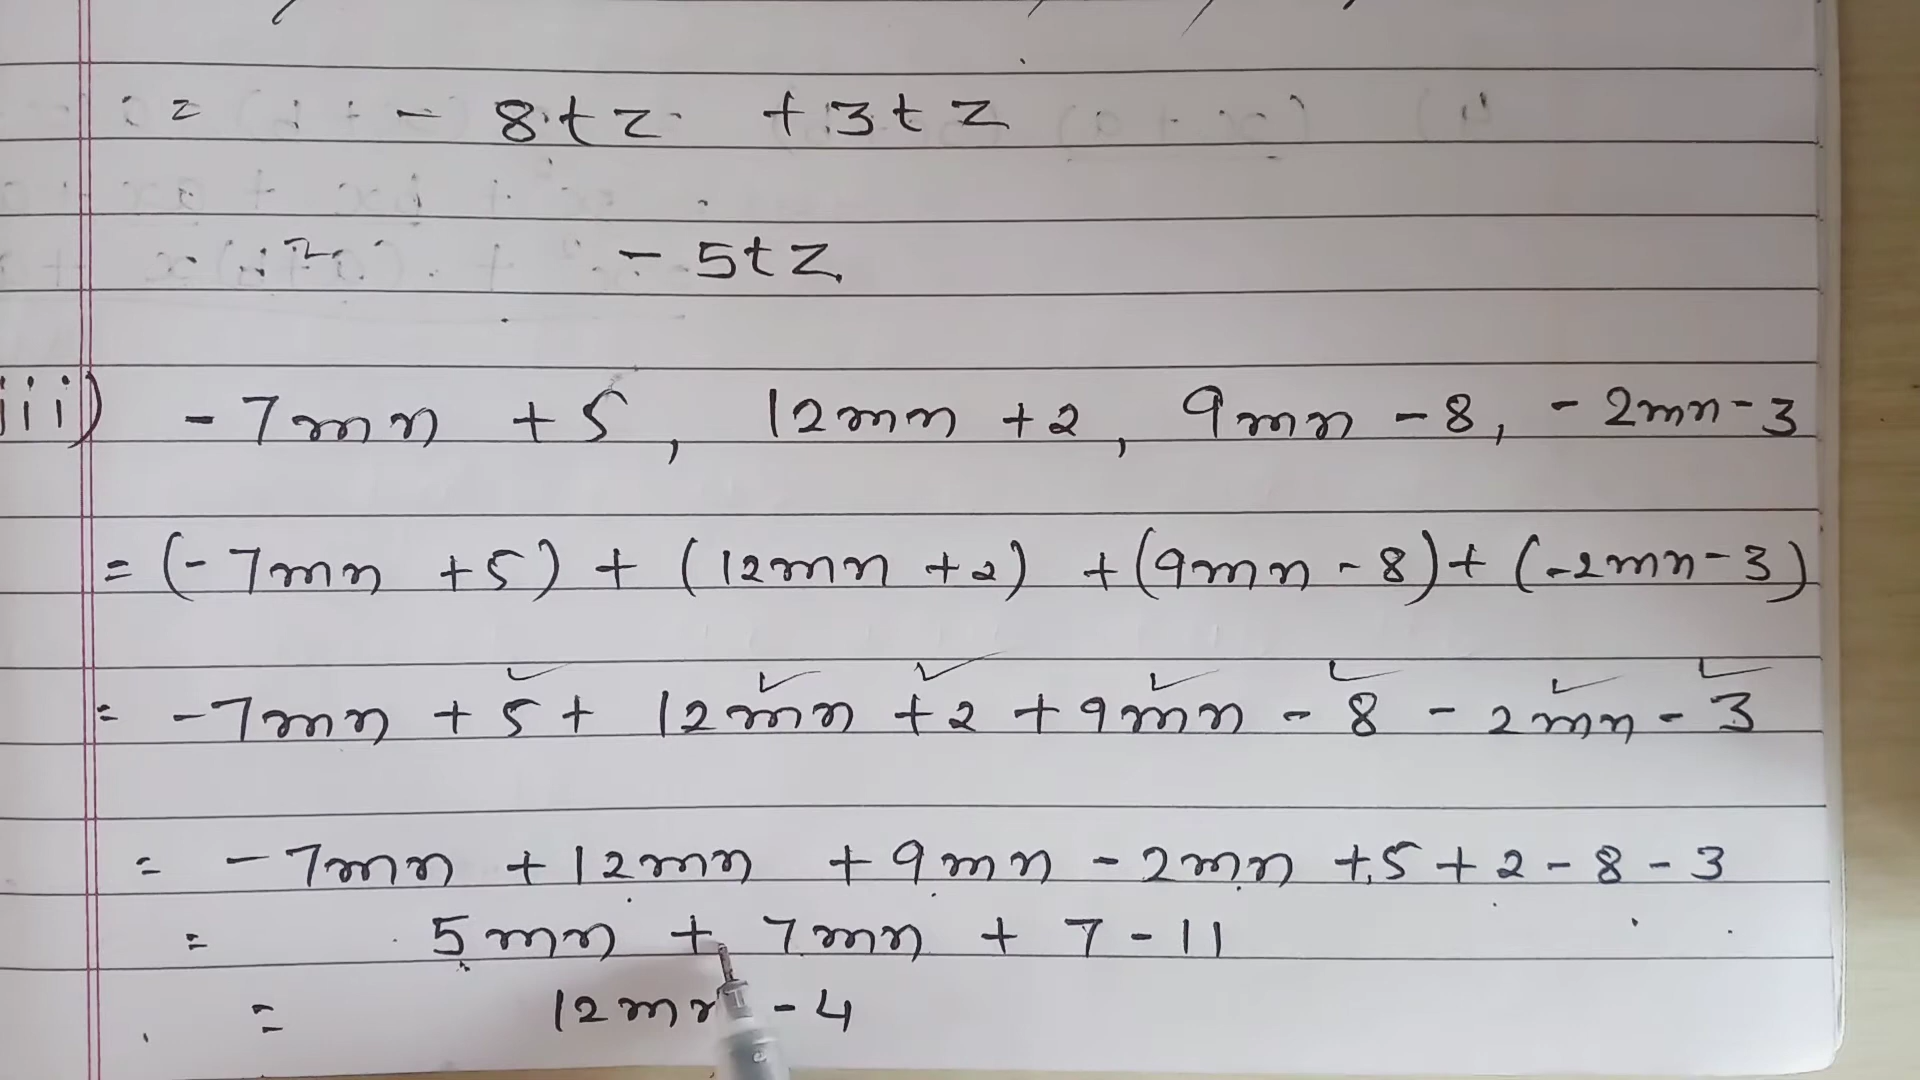 = - 8tz + 3tz
- 5tz
iii) -7mn + 5, 12mn + 2, 9mn - 8, - 2mn - 3
= (-7mn + 5) + (12mn + 2) + (9mn - 8) + (-2mn - 3)
= -7mn + 5 + 12mn + 2 + 9mn - 8 - 2mn - 3
= -7mn + 12mn + 9mn - 2mn + 5 + 2 - 8 - 3
= 5mn + 7mn + 7 - 11
= 12mn - 4